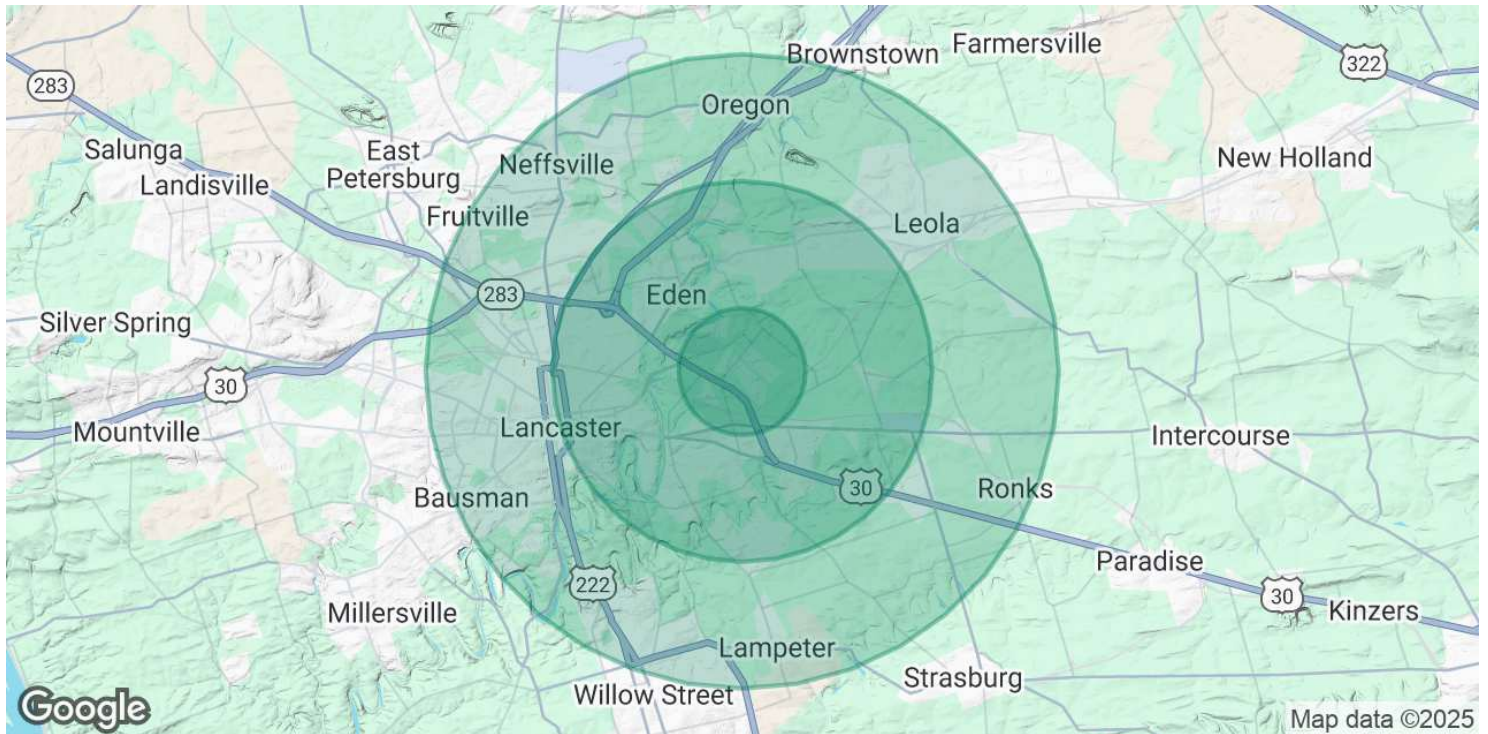 Brownstown
Farmersville
322
283
Oregon
Salunga
East
Petersburg
Neffsville
New Holland
Landisville
Fruitville
Leola
283
Eden
Silver Spring
30
Mountville
Lancaster
Intercourse
Bausman
30
Ronks
Paradise
222
30
Millersville
Kinzers
Lampeter
Strasburg
Willow Street
Google
Map data ©2025